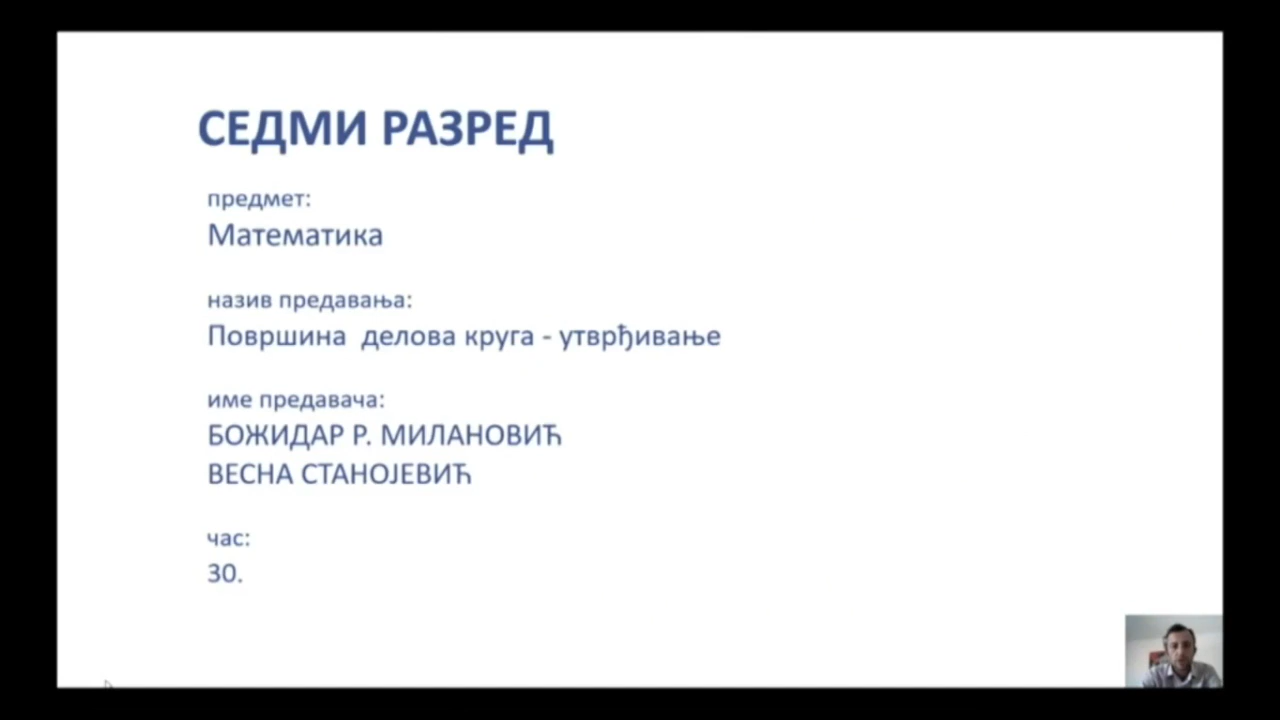 СЕДМИ РАЗРЕД
предмет:
Математика
назив предавања:
Површина делова круга - утврђивање
име предавача:
БОЖИДАР Р. МИЛАНОВИЋ
ВЕСНА СТАНОЈЕВИЋ
час:
30.